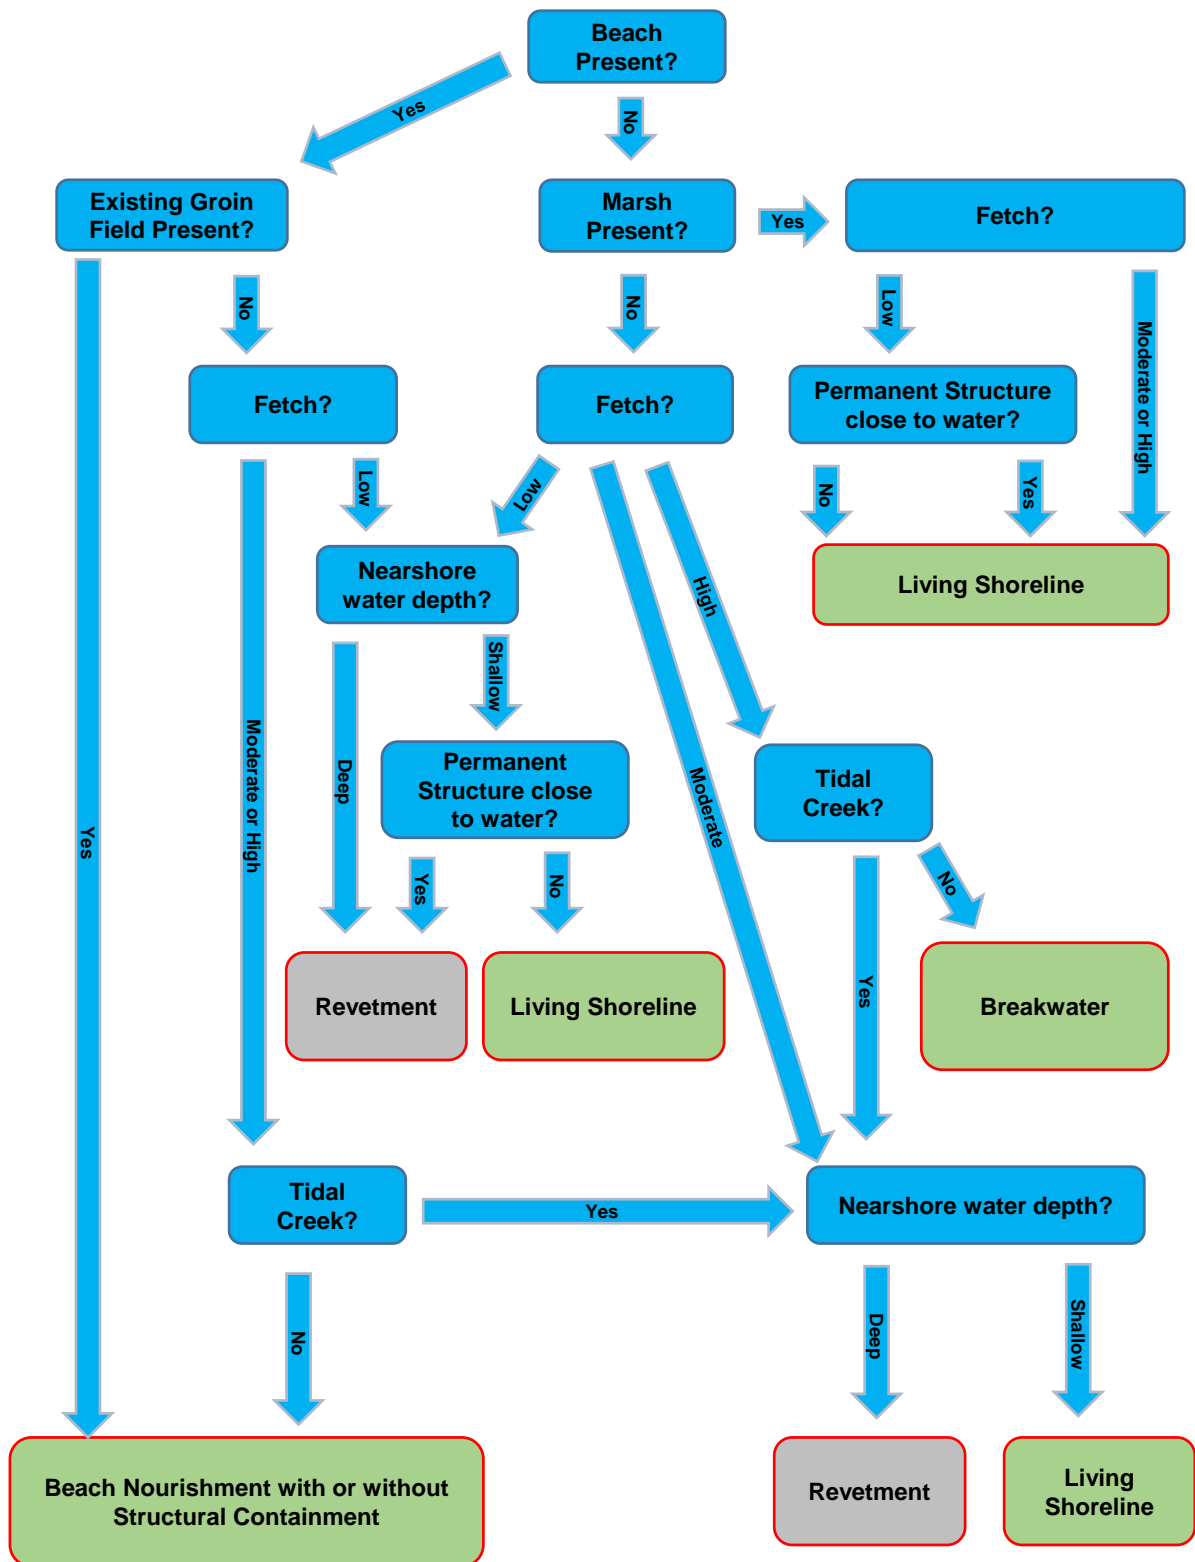 Beach
Present?
Yes
No
Existing Groin
Field Present?
Marsh
Present?
Yes
Fetch?
No
No
Low
Moderate or High
Fetch?
Fetch?
Permanent Structure
close to water?
Low
Low
No
Yes
Nearshore
water depth?
High
Living Shoreline
Shallow
Moderate or High
Deep
Permanent
Structure close
to water?
Moderate
Tidal
Creek?
Yes
Yes
No
No
Revetment
Living Shoreline
Yes
Breakwater
Tidal
Creek?
Yes
Nearshore water depth?
No
Deep
Shallow
Beach Nourishment with or without
Structural Containment
Revetment
Living
Shoreline